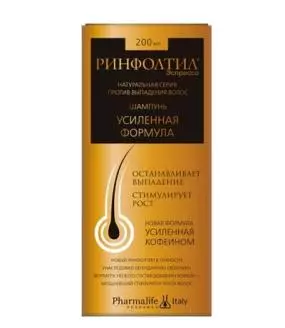 200 мл
РИНФОЛТИЛ®
Эспрессо
НАТУРАЛЬНАЯ СЕРИЯ
ПРОТИВ ВЫПАДЕНИЯ ВОЛОС
ШАМПУНЬ
УСИЛЕННАЯ
ФОРМУЛА
ОСТАНАВЛИВАЕТ
ВЫПАДЕНИЕ
СТИМУЛИРУЕТ
РОСТ
НОВАЯ ФОРМУЛА
УСИЛЕННАЯ
КОФЕИНОМ
Pharmalife Italy
RESEARCH